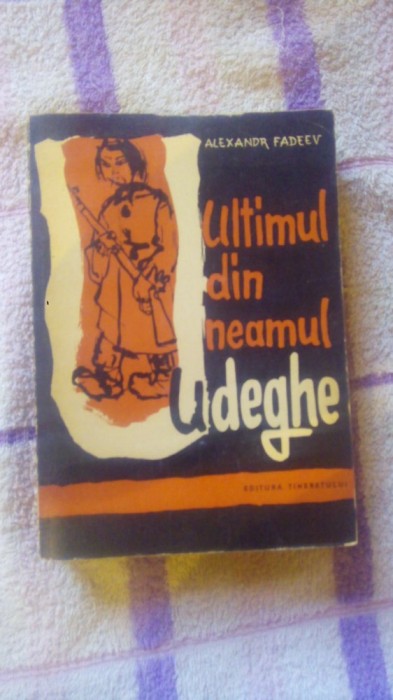 ALEXANDR FADEEV
Ultimul
din
neamul
Udeghe
EDITURA TINERETULUI